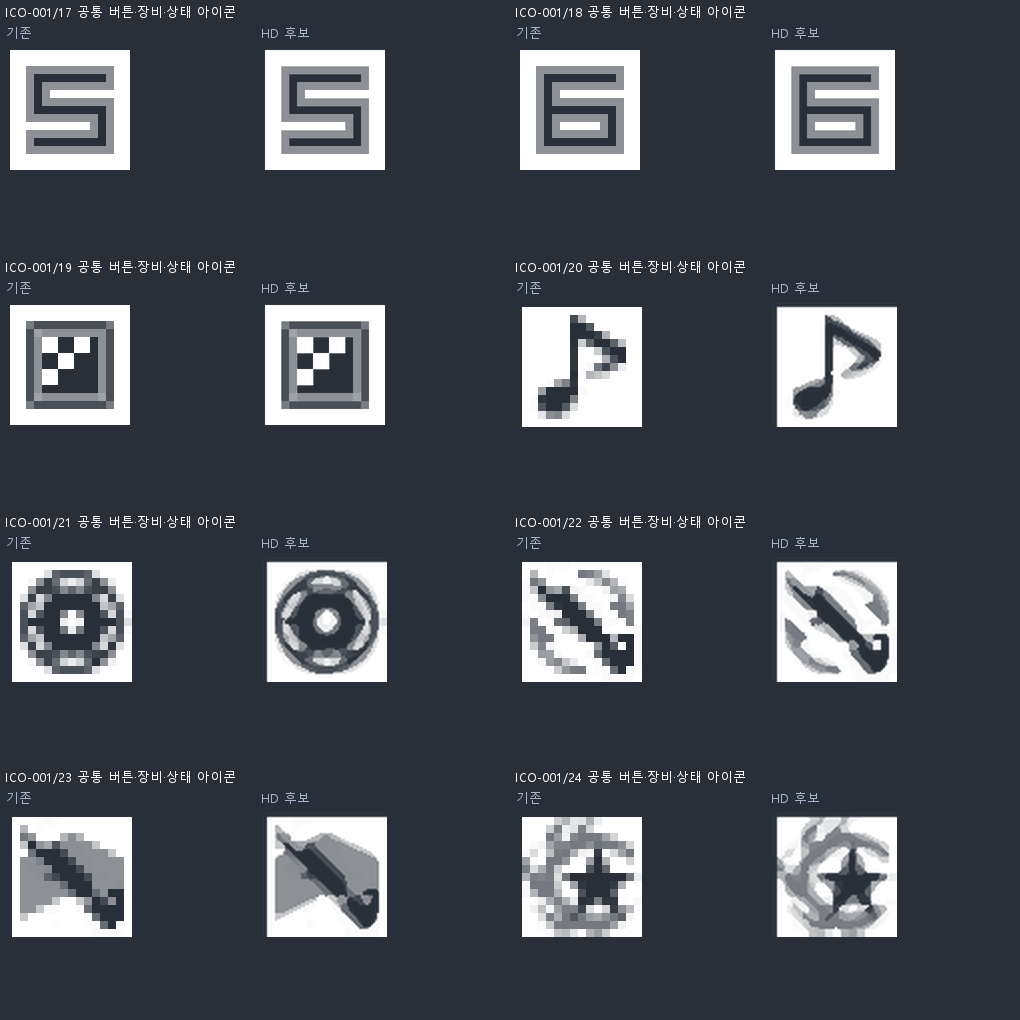 ICO-001/17 공통 버튼·장비·상태 아이콘
기존
HD 후보
5
5
ICO-001/18 공통 버튼·장비·상태 아이콘
기존
HD 후보
6
6
ICO-001/19 공통 버튼·장비·상태 아이콘
기존
HD 후보
ICO-001/20 공통 버튼·장비·상태 아이콘
기존
HD 후보
ICO-001/21 공통 버튼·장비·상태 아이콘
기존
HD 후보
ICO-001/22 공통 버튼·장비·상태 아이콘
기존
HD 후보
ICO-001/23 공통 버튼·장비·상태 아이콘
기존
HD 후보
ICO-001/24 공통 버튼·장비·상태 아이콘
기존
HD 후보